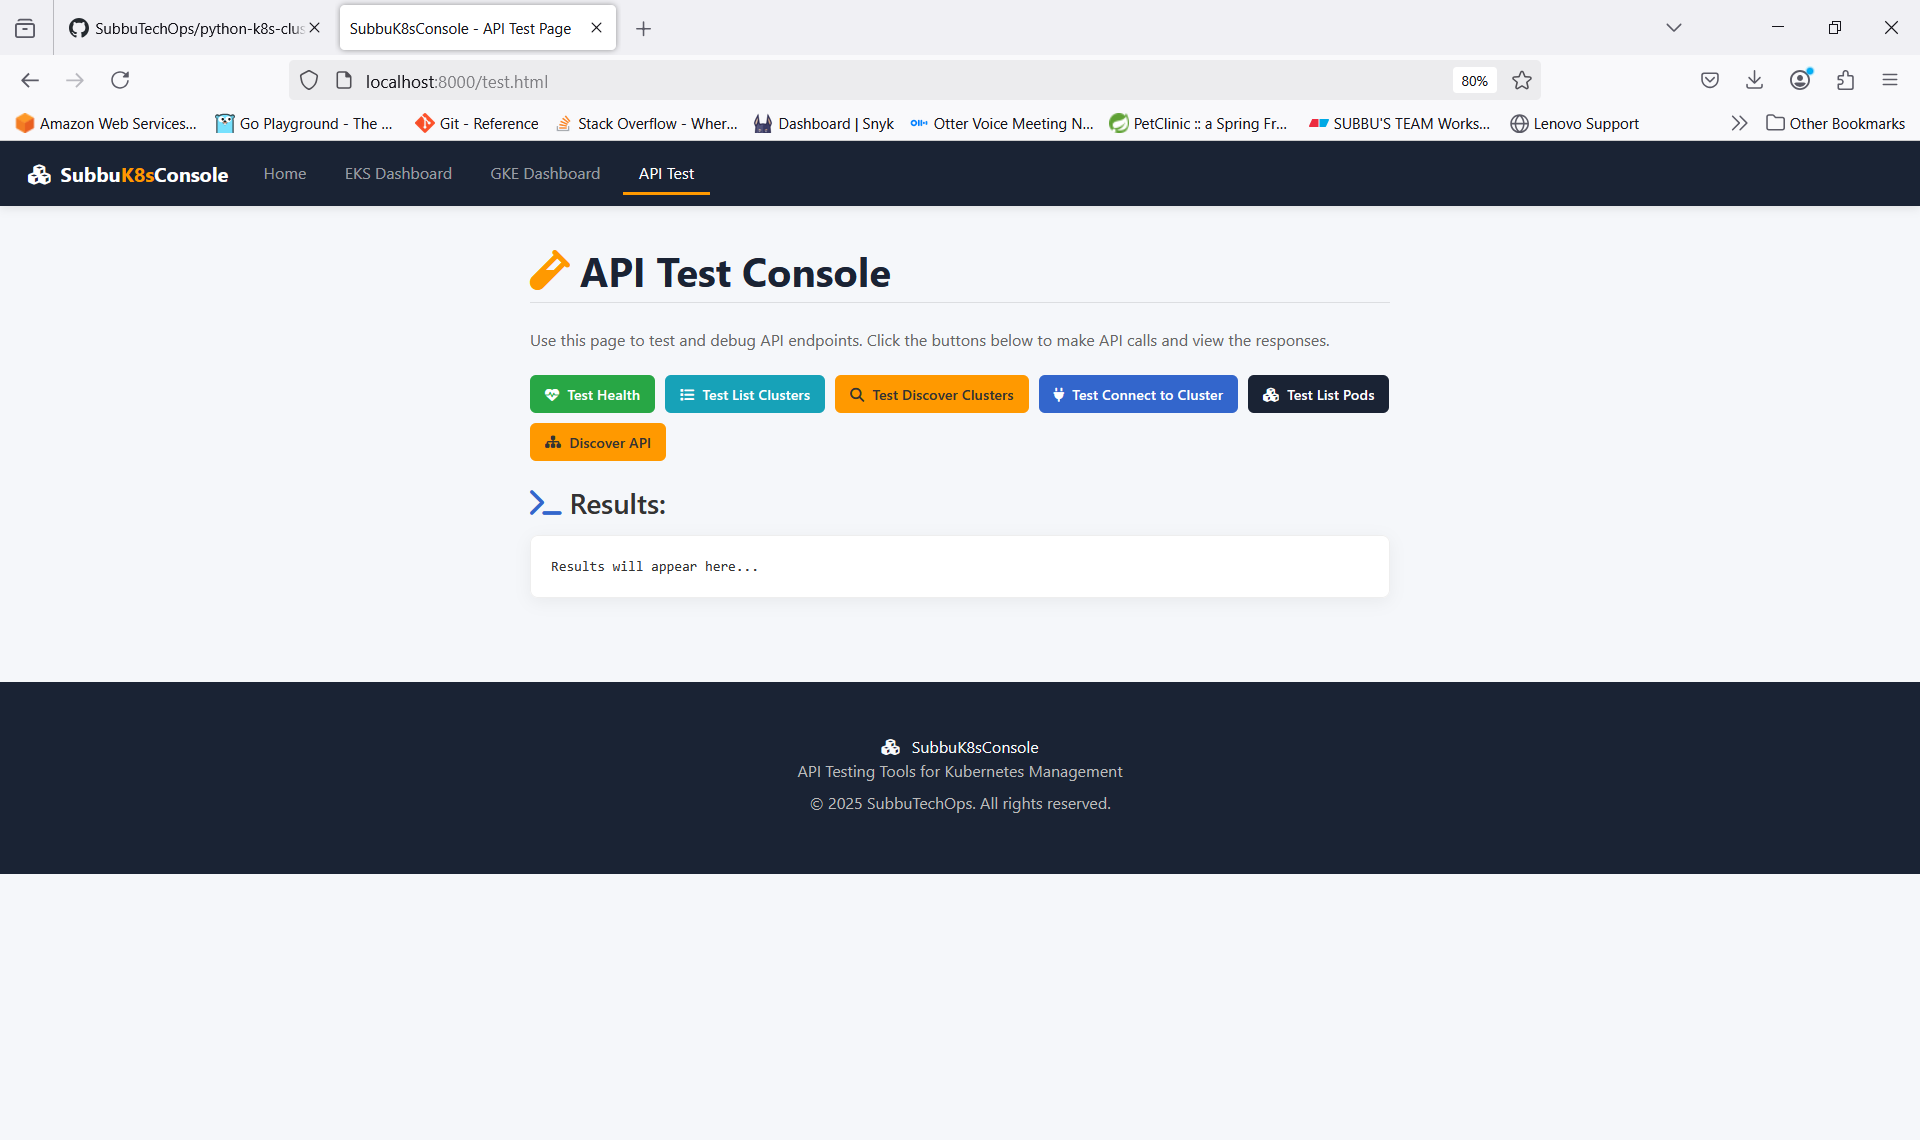 SubbuTechOps/python-k8s-clus
SubbuK8sConsole - API Test Page
localhost:8000/test.html
80%
Amazon Web Services...
Go Playground - The ...
Git - Reference
Stack Overflow - Wher...
Dashboard | Snyk
Otter Voice Meeting N...
PetClinic :: a Spring Fr...
SUBBU'S TEAM Works...
Lenovo Support
Other Bookmarks
SubbuK8sConsole
Home
EKS Dashboard
GKE Dashboard
API Test
API Test Console
Use this page to test and debug API endpoints. Click the buttons below to make API calls and view the responses.
Test Health
Test List Clusters
Test Discover Clusters
Test Connect to Cluster
Test List Pods
Discover API
Results:
Results will appear here...
SubbuK8sConsole
API Testing Tools for Kubernetes Management
© 2025 SubbuTechOps. All rights reserved.